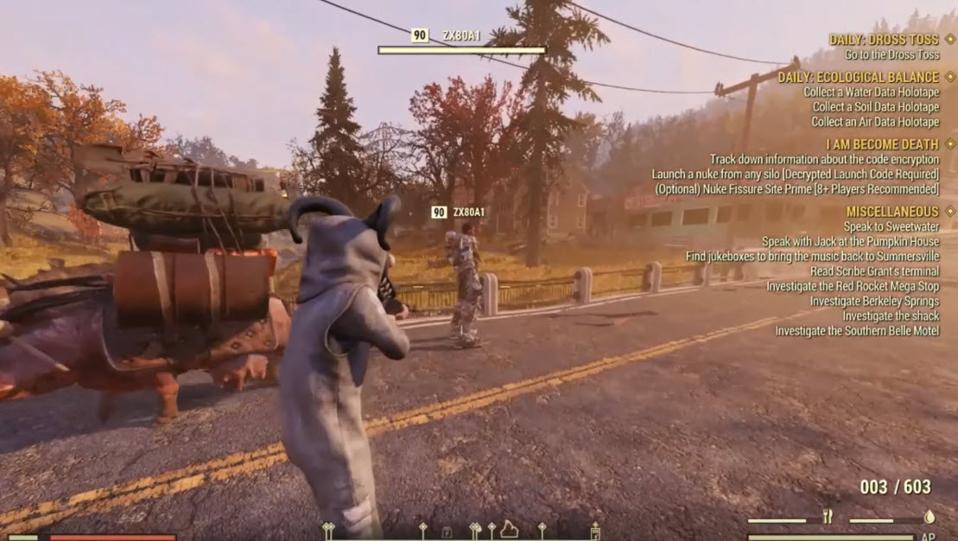 90 ZX80A1
DAILY: DROSS TOSS
Go to the Dross Toss
DAILY: ECOLOGICAL BALANCE
Collect a Water Data Holotape
Collect a Soil Data Holotape
Collect an Air Data Holotape
I AM BECOME DEATH
Track down information about the code encryption
Launch a nuke from any silo [Decrypted Launch Code Required]
(Optional) Nuke Fissure Site Prime [8+ Players Recommended]
90 ZX80A1
MISCELLANEOUS
Speak to Sweetwater
Speak with Jack at the Pumpkin House
Find jukeboxes to bring the music back to Summersville
Read Scribe Grant's terminal
Investigate the Red Rocket Mega Stop
Investigate Berkeley Springs
Investigate the shack
Investigate the Southern Belle Motel
003 / 603
AP